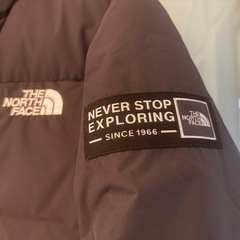 THE
NORTH
FACE
NEVER STOP
EXPLORING
SINCE 1966
THE
NORTH
FACE